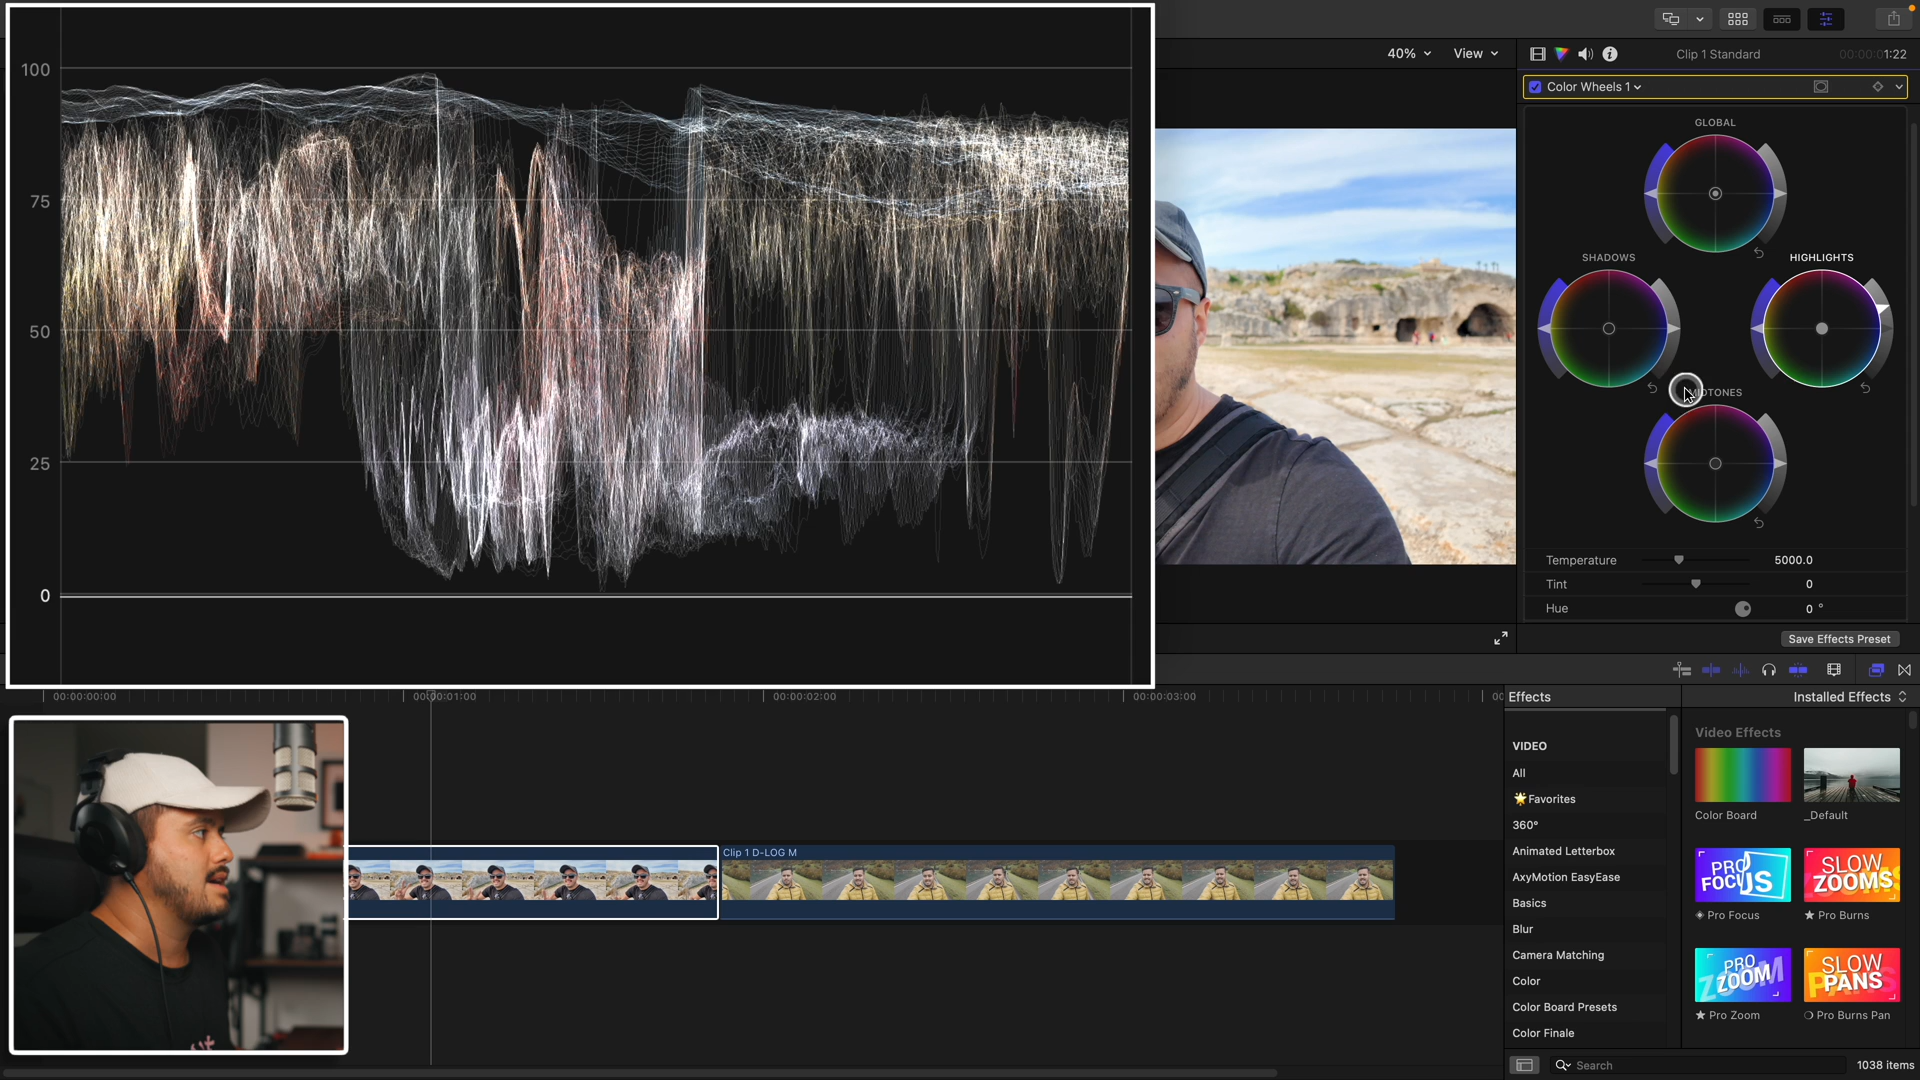 100
75
50
25
0
40%
View
Clip 1 Standard
00:00:01:22
Color Wheels 1
GLOBAL
SHADOWS
HIGHLIGHTS
MIDTONES
Temperature
5000.0
Tint
0
Hue
0 °
Save Effects Preset
00:00:00:00
00:00:01:00
00:00:02:00
00:00:03:00
Effects
Installed Effects
VIDEO
All
🌟Favorites
360°
Animated Letterbox
AxyMotion EasyEase
Basics
Blur
Camera Matching
Color
Color Board Presets
Color Finale
Video Effects
Color Board
_Default
PRO
FOCUS
Pro Focus
SLOW
ZOOMS
★ Pro Burns
PRO
ZOOM
★ Pro Zoom
SLOW
PANS
Pro Burns Pan
Clip 1 D-LOG M
Search
1038 items